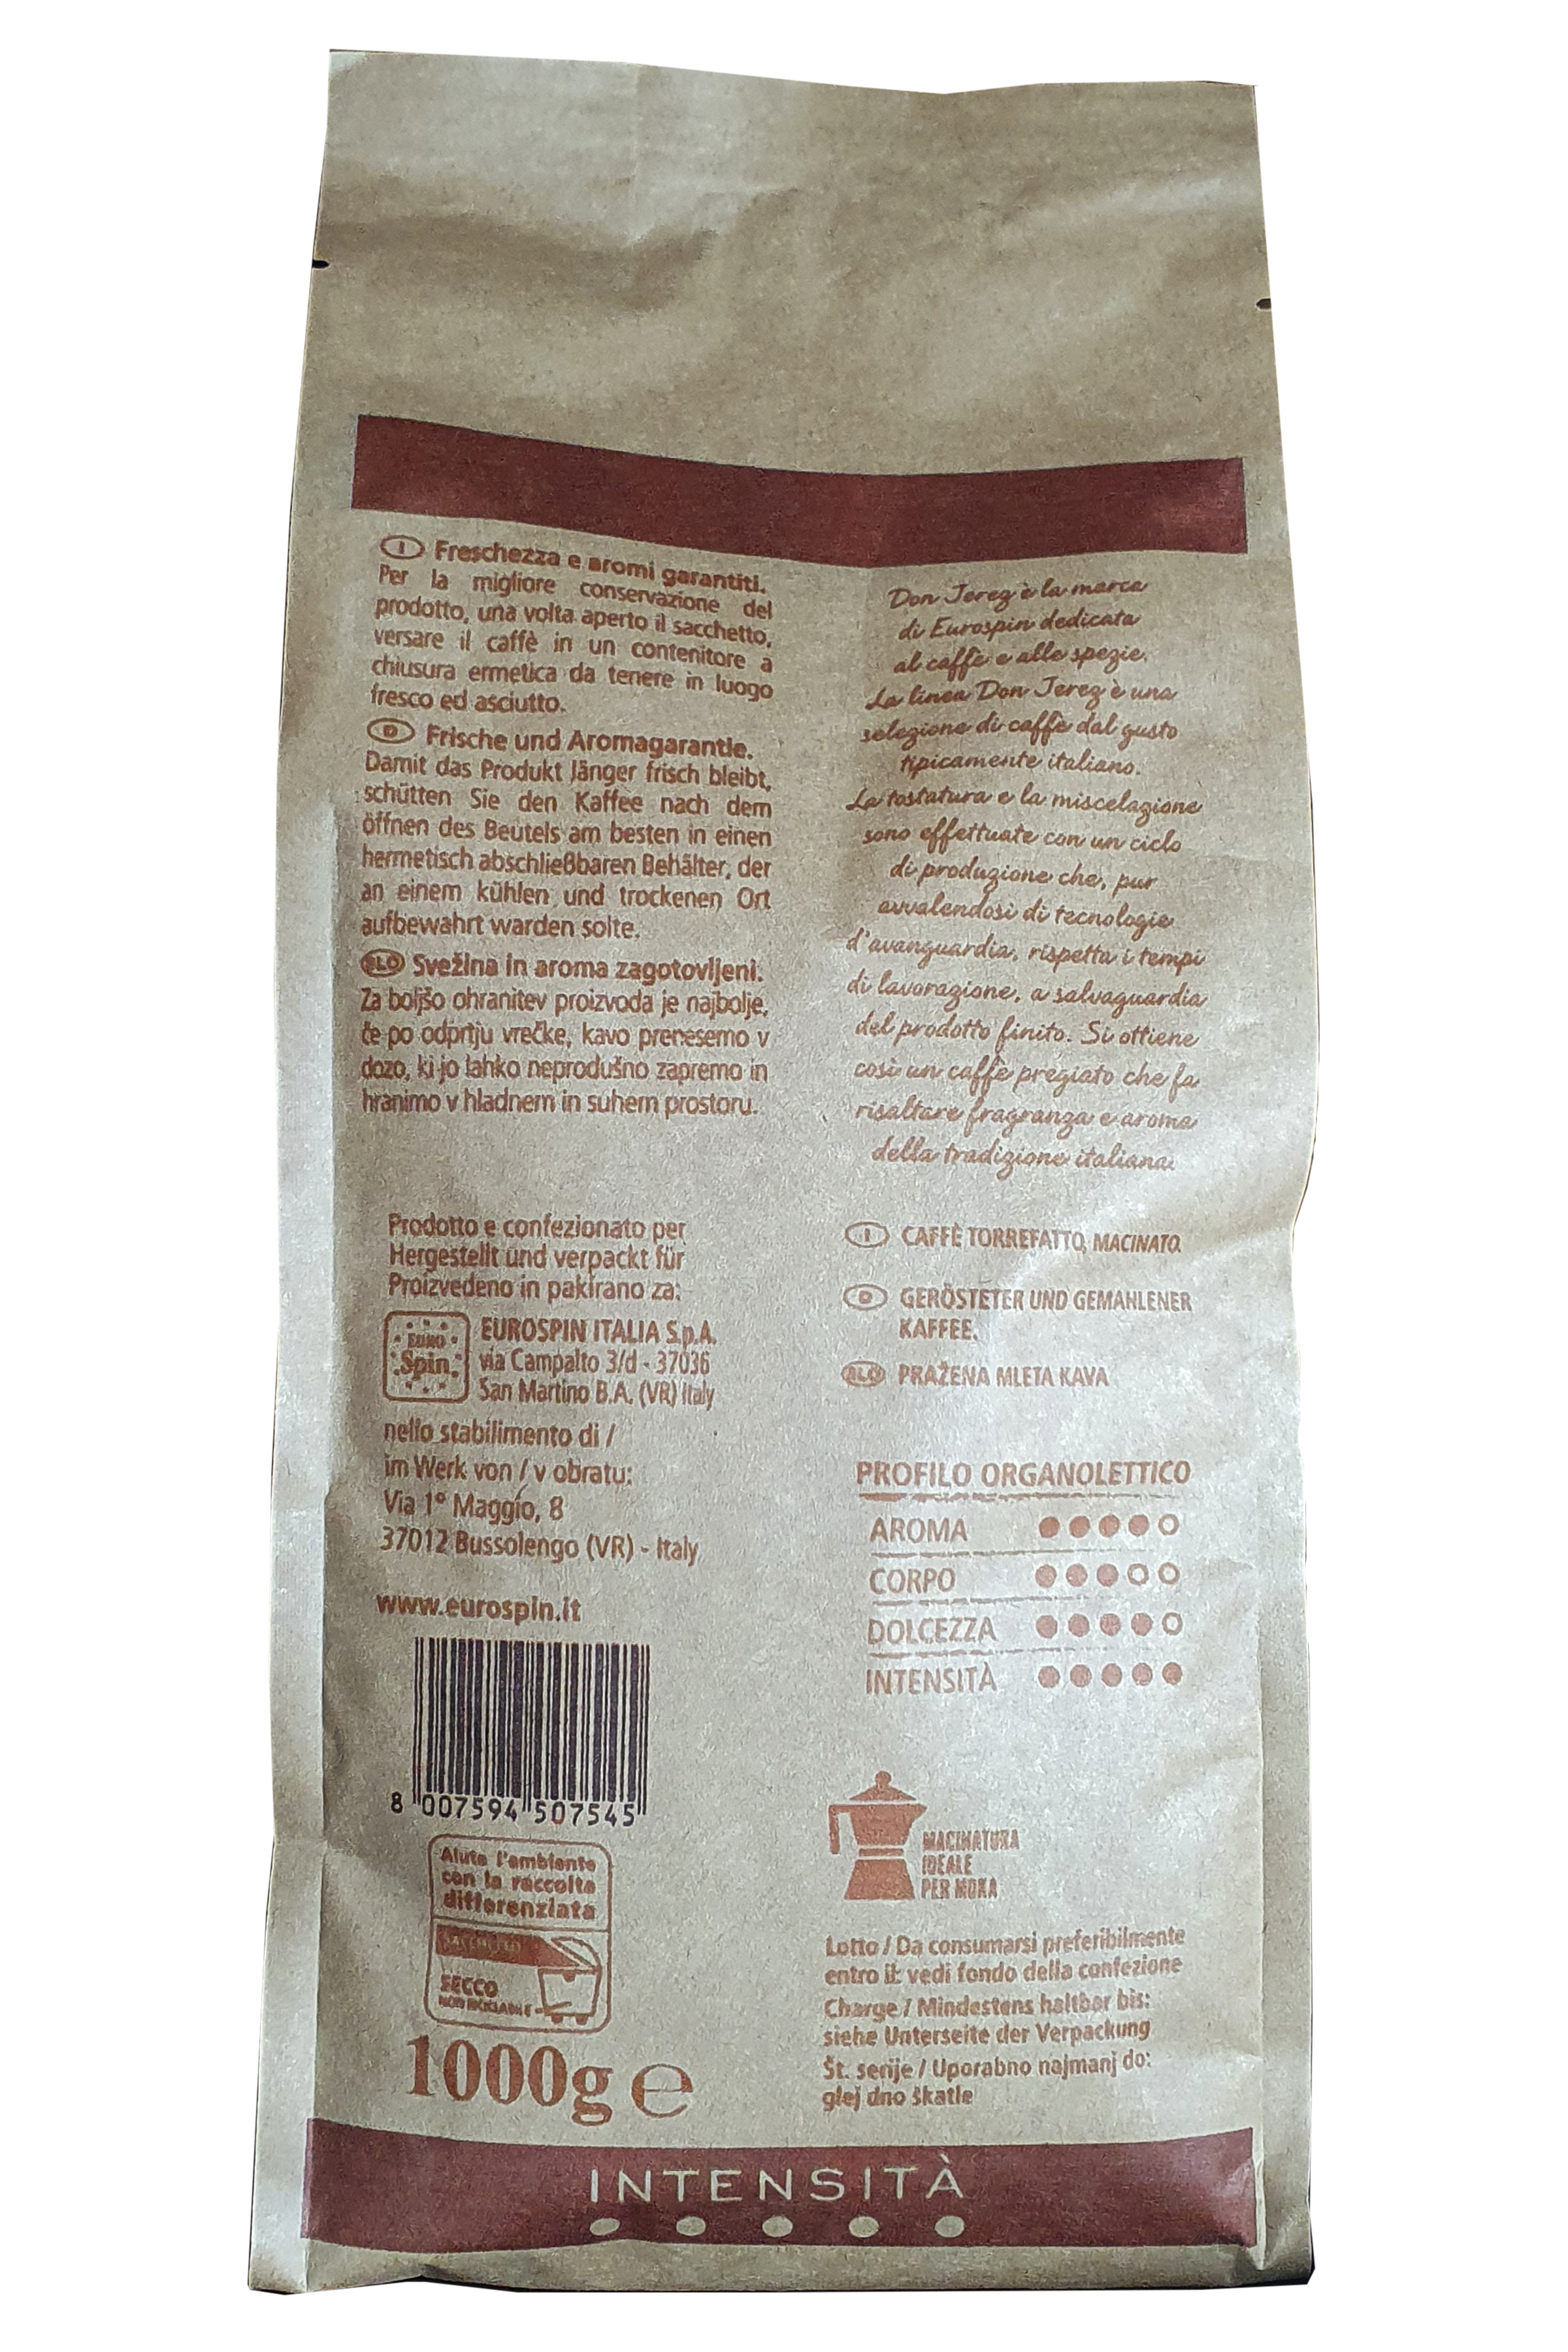 I Freschezza e aromi garantiti.
Per la migliore conservazione del
prodotto, una volta aperto il sacchetto,
versare il caffè in un contenitore a
chiusura ermetica da tenere in luogo
fresco ed asciutto.
D Frische und Aromagarantie.
Damit das Produkt länger frisch bleibt,
schütten Sie den Kaffee nach dem
öffnen des Beutels am besten in einen
hermetisch abschließbaren Behälter, der
an einem kühlen und trockenen Ort
aufbewahrt warden solte.
SLO Svežina in aroma zagotovljeni.
Za boljšo ohranitev proizvoda je najbolje,
če po odprtju vrečke, kavo prenesemo v
dozo, ki jo lahko neprodušno zapremo in
hranimo v hladnem in suhem prostoru.
Don Jerez è la marca
di Eurospin dedicata
al caffè e alle spezie.
La linea Don Jerez è una
selezione di caffè dal gusto
tipicamente italiano.
La tostatura e la miscelazione
sono effettuate con un ciclo
di produzione che, pur
avvalendosi di tecnologie
d'avanguardia, rispetta i tempi
di lavorazione, a salvaguardia
del prodotto finito. Si ottiene
così un caffè pregiato che fa
risaltare fragranza e aroma
della tradizione italiana.
Prodotto e confezionato per
Hergestellt und verpackt für
Proizvedeno in pakirano za:
EURO
Spin
EUROSPIN ITALIA S.p.A.
via Campalto 3/d - 37036
San Martino B.A. (VR) Italy
nello stabilimento di /
im Werk von / v obratu:
Via 1° Maggio, 8
37012 Bussolengo (VR) - Italy
www.eurospin.it
8 007594 507545
Aiuta l'ambiente
con la raccolta
differenziata
SACCHETTO
SECCO
NON RICICLABILE
1000g e
I CAFFÈ TORREFATTO, MACINATO.
D GERÖSTETER UND GEMAHLENER
KAFFEE.
SLO PRAŽENA MLETA KAVA
PROFILO ORGANOLETTICO
AROMA
CORPO
DOLCEZZA
INTENSITÀ
MACINATURA
IDEALE
PER MOKA
Lotto / Da consumarsi preferibilmente
entro il: vedi fondo della confezione
Charge / Mindestens haltbar bis:
siehe Unterseite der Verpackung
Št. serije / Uporabno najmanj do:
glej dno škatle
INTENSITÀ